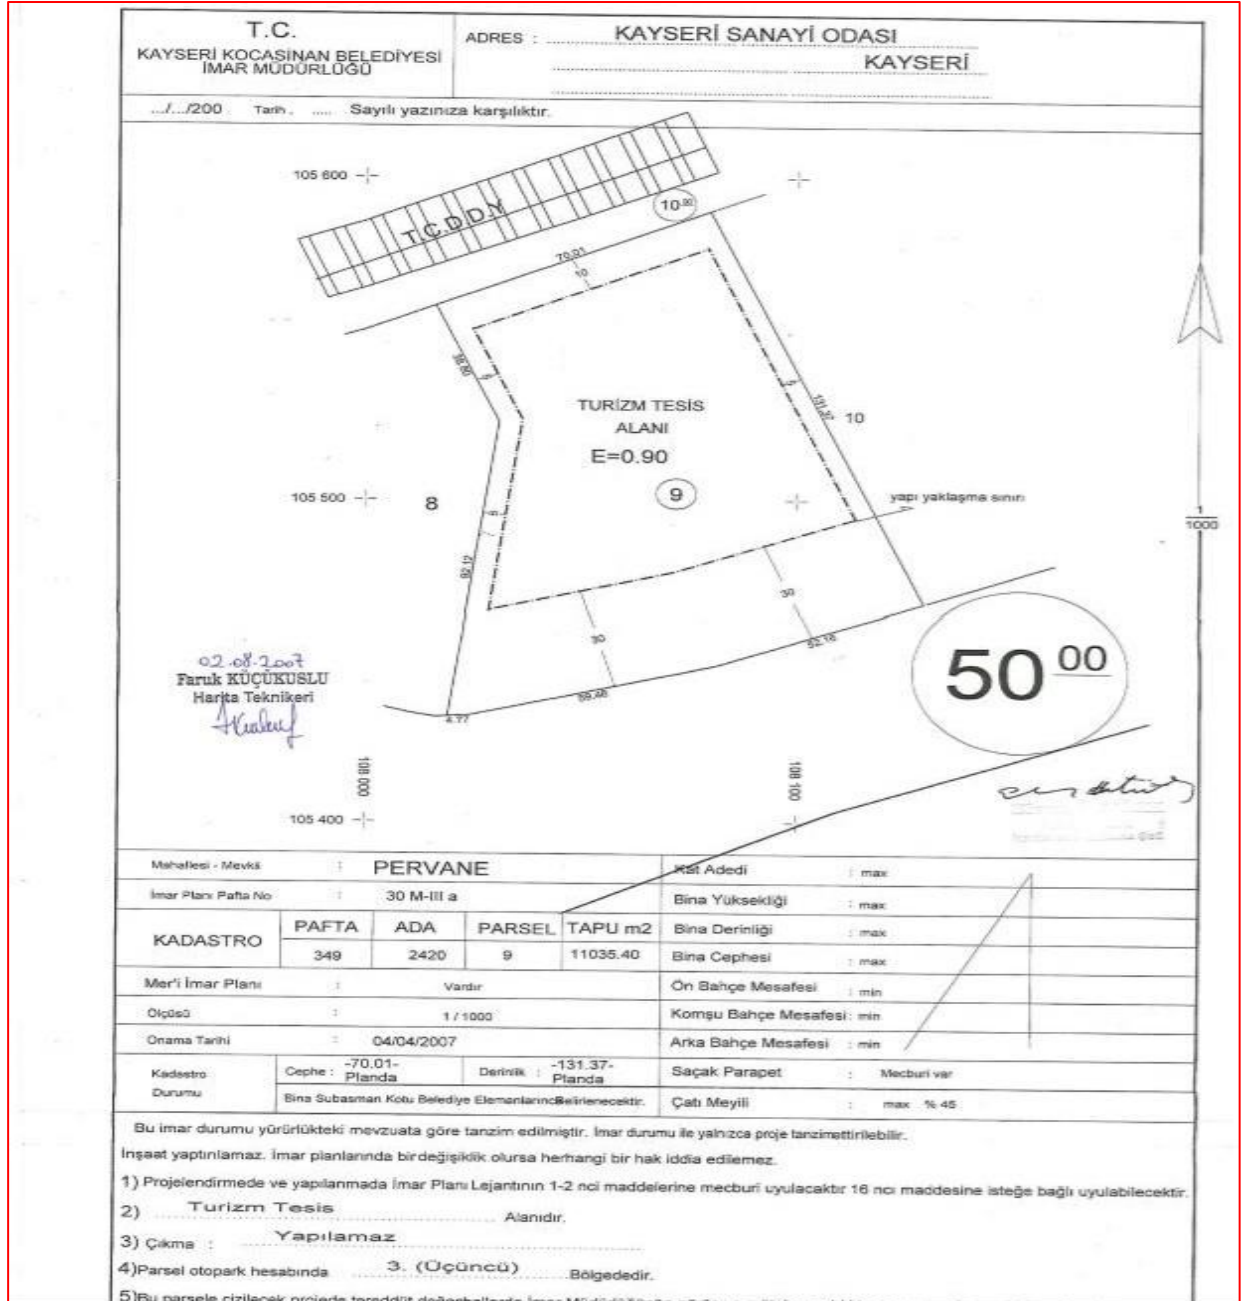 T.C.
KAYSERİ KOCASİNAN BELEDİYESİ
İMAR MÜDÜRLÜĞÜ
ADRES : KAYSERİ SANAYİ ODASI
KAYSERİ
.../.../200 Tarih. ..... Sayılı yazınıza karşılıktır.
105 600
T.C.D.D.Y
10.00
70.01
10
38.80
5
5
131.37
10
TURİZM TESİS
ALANI
E=0.90
9
105 500
8
yapı yaklaşma sınırı
1
1000
5
92.12
30
30
52.18
59.48
4.77
50 00
02.08.2007
Faruk KÜÇÜKUSLU
Harita Teknikeri
108 000
108 100
105 400
Mahallesi - Mevkii : PERVANE
İmar Planı Pafta No : 30 M-III a
KADASTRO PAFTA ADA PARSEL TAPU m2
349 2420 9 11035.40
Mer'i İmar Planı : Vardır
Ölçüsü : 1 / 1000
Onama Tarihi : 04/04/2007
Kadastro Durumu
Cephe : -70.01- Planda
Derinlik : -131.37- Planda
Bina Subasman Kotu Belediye ElemanlarıncBelirlenecektir.
Kat Adedi : max
Bina Yüksekliği : max
Bina Derinliği : max
Bina Cephesi : max
Ön Bahçe Mesafesi : min
Komşu Bahçe Mesafesi : min
Arka Bahçe Mesafesi : min
Saçak Parapet : Mecburi var
Çatı Meyili : max % 45
Bu imar durumu yürürlükteki mevzuata göre tanzim edilmiştir. İmar durumu ile yalnızca proje tanzimettirilebilir.
İnşaat yaptırılamaz. İmar planlarında birdeğişiklik olursa herhangi bir hak iddia edilemez.
1) Projelendirmede ve yapılanmada İmar Planı Lejantının 1-2 nci maddelerine mecburi uyulacaktır 16 ncı maddesine isteğe bağlı uyulabilecektir.
2) Turizm Tesis Alanıdır.
3) Çıkma : Yapılamaz
4)Parsel otopark hesabında 3. (Üçüncü) Bölgededir.
5)Bu parsele çizilecek projede tereddüt